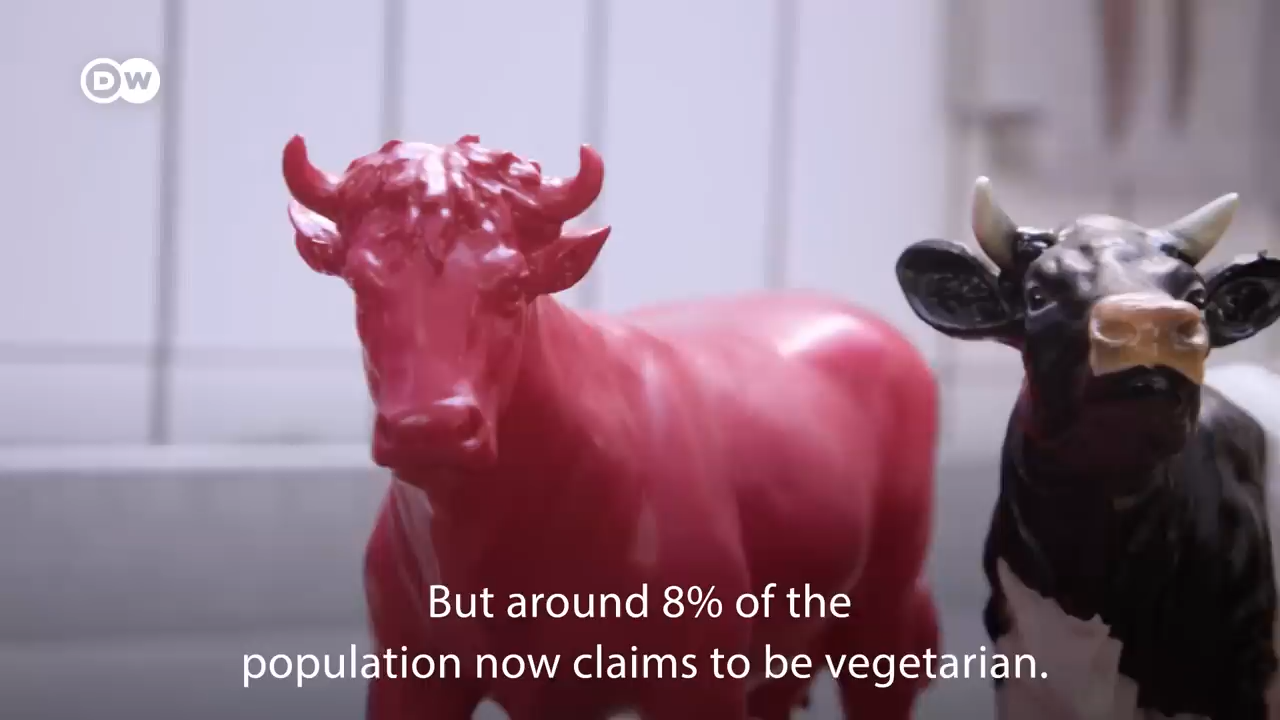 DW
But around 8% of the
population now claims to be vegetarian.